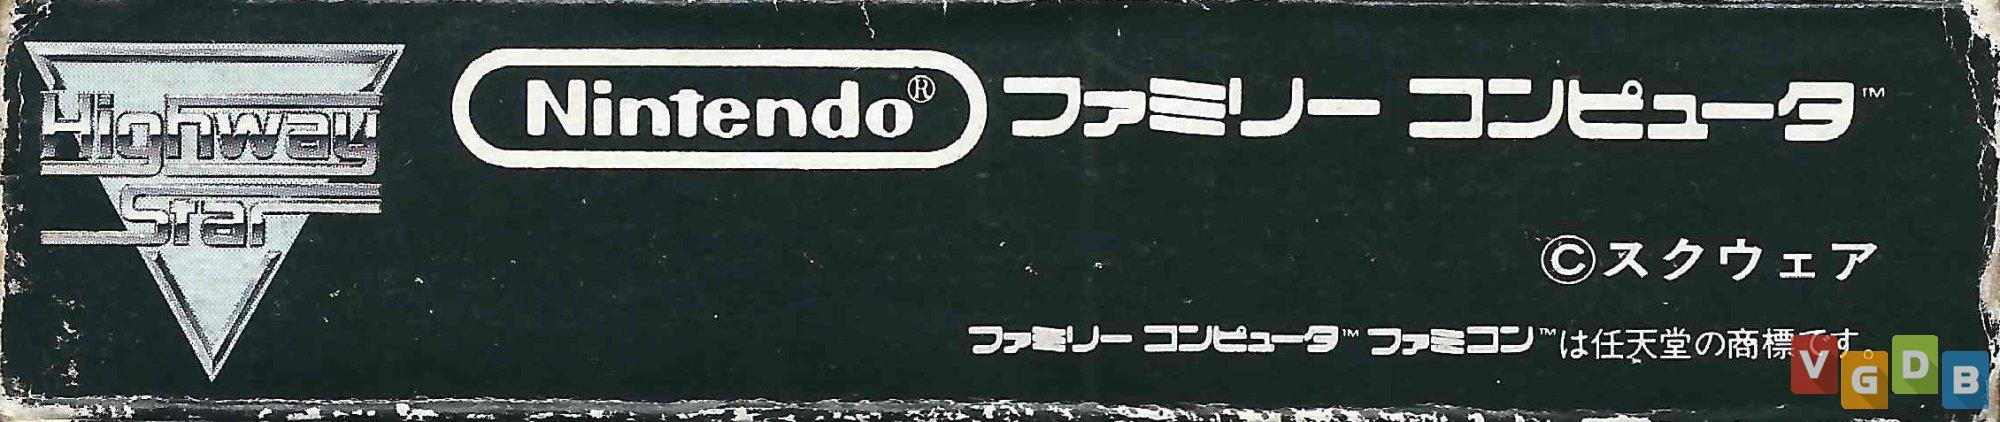 Highway
Star
Nintendo® ファミリー コンピュータ™
©スクウェア
ファミリー コンピュータ™ ファミコン™は任天堂の商標です。
VGDB